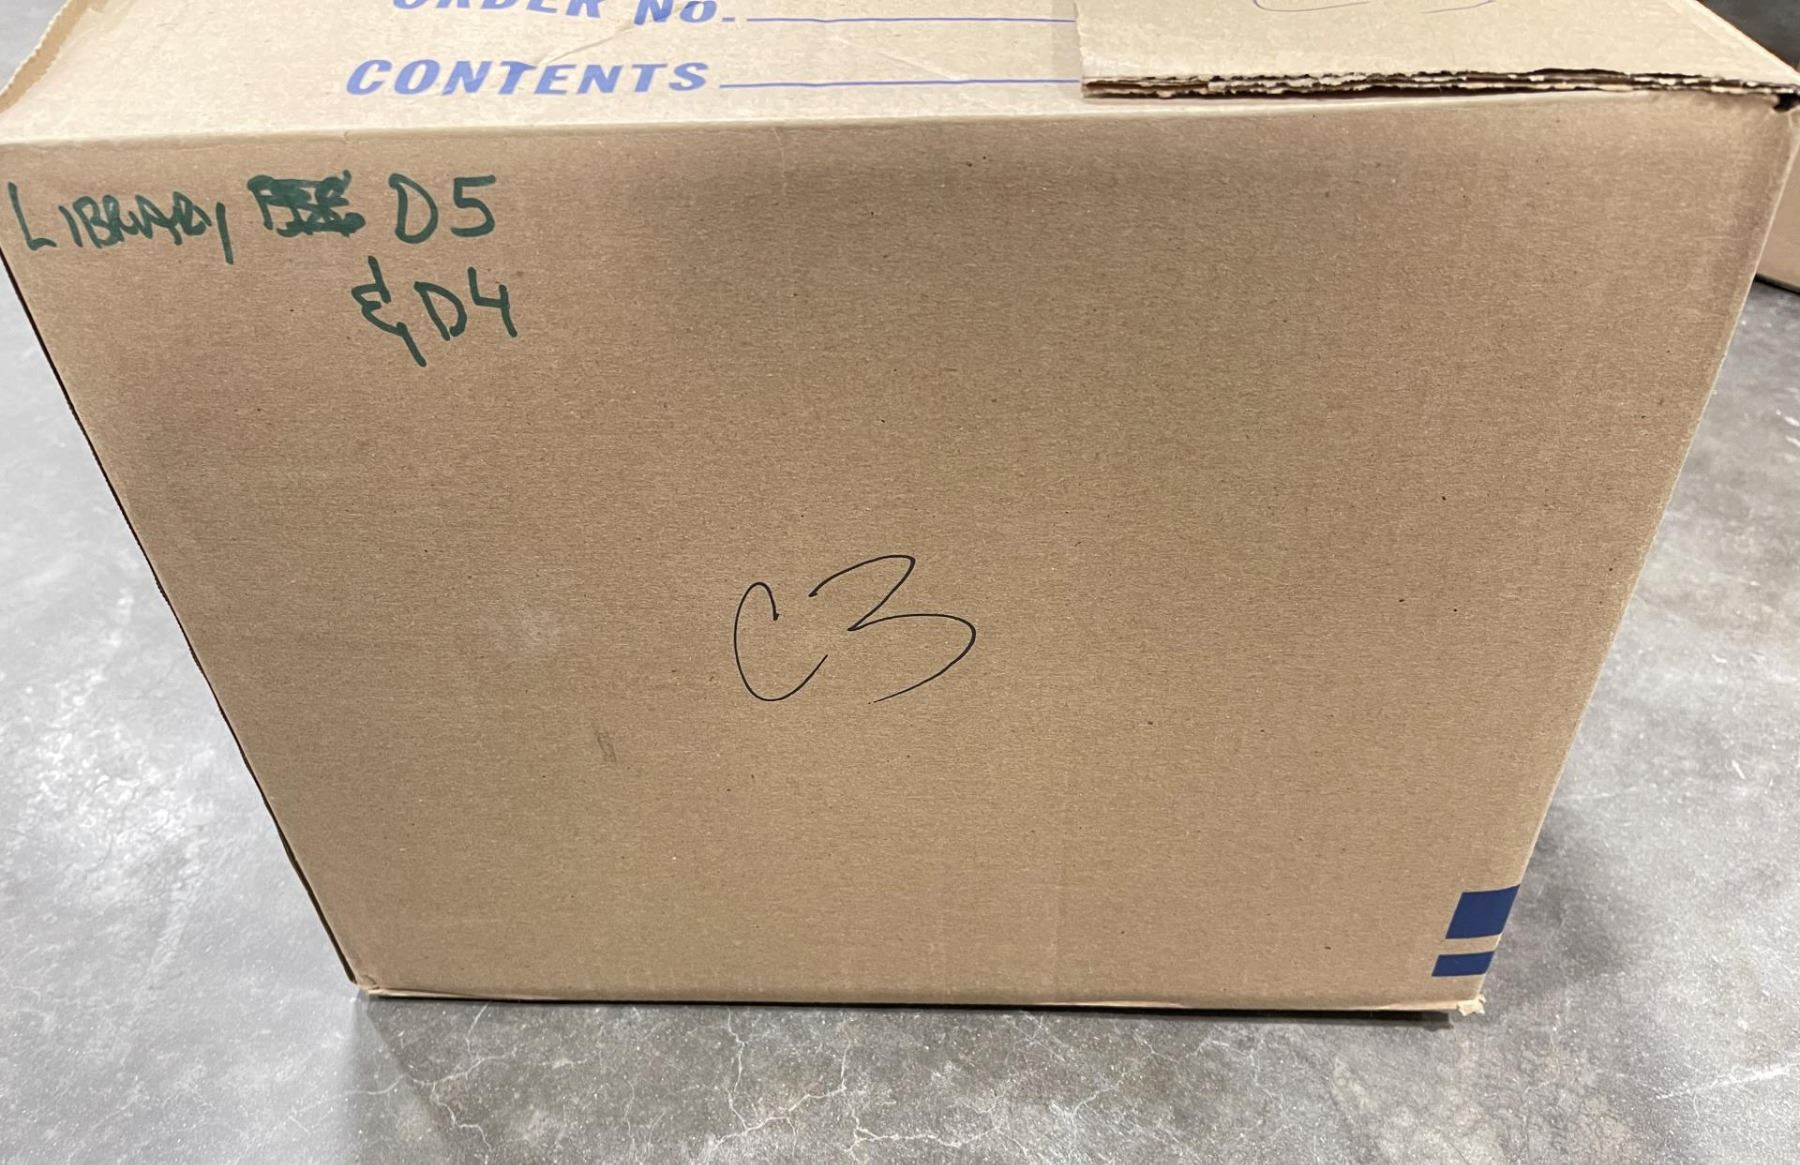 ORDER NO.
CONTENTS
LIBRARY D5
& D4
C3